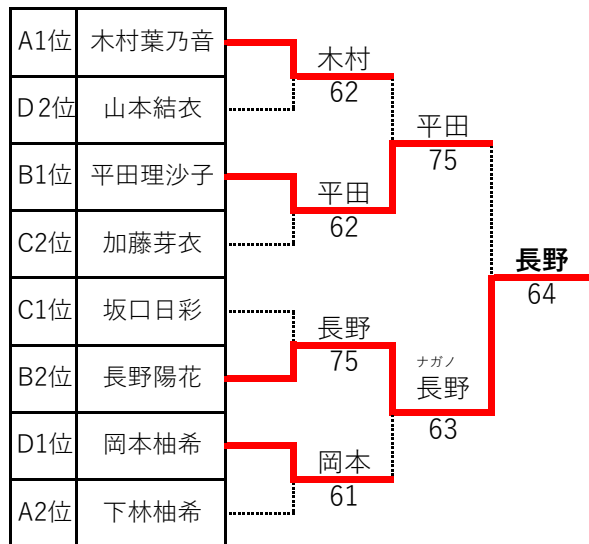 A1位 木村葉乃音
D2位 山本結衣
B1位 平田理沙子
C2位 加藤芽衣
C1位 坂口日彩
B2位 長野陽花
D1位 岡本柚希
A2位 下林柚希
木村
62
平田
62
長野
75
岡本
61
平田
75
ナガノ
長野
63
長野
64